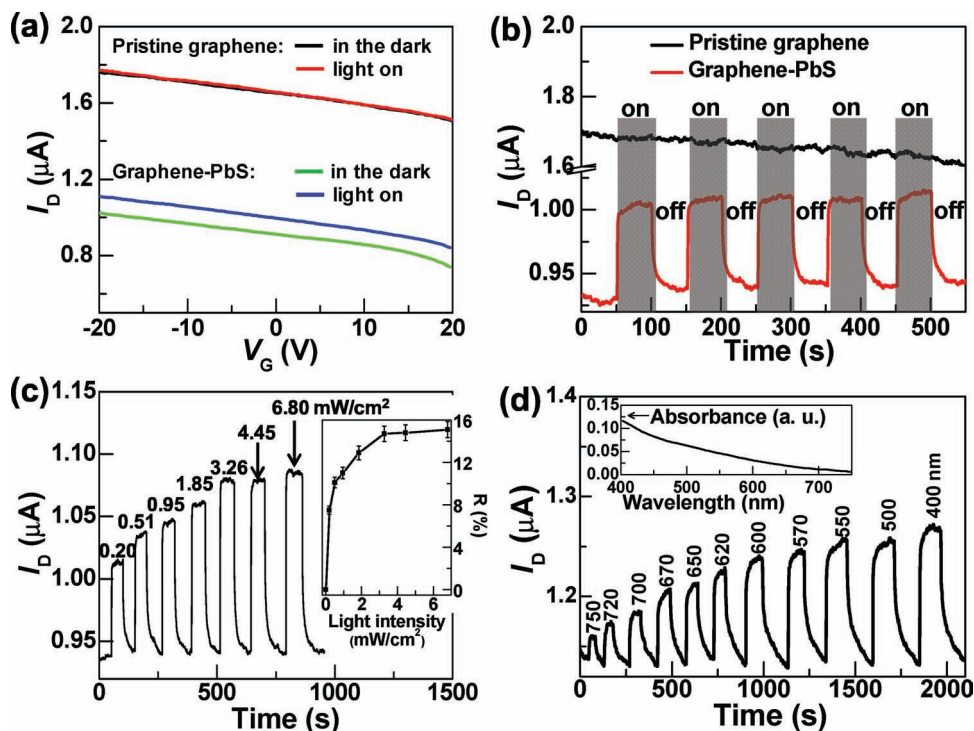 (a)
2.0
1.6
1.2
0.8
I_D (μA)
Pristine graphene: in the dark
light on
Graphene-PbS: in the dark
light on
-20 -10 0 10 20
V_G (V)
(b)
2.0
1.8
1.6
1.00
0.95
I_D (μA)
Pristine graphene
Graphene-PbS
on on on on on
off off off off off
0 100 200 300 400 500
Time (s)
(c)
1.15
1.10
1.05
1.00
0.95
I_D (μA)
0.20
0.51
0.95
1.85
3.26
4.45
6.80 mW/cm²
16
12
8
4
0
R (%)
0 2 4 6
Light intensity
(mW/cm²)
0 500 1000 1500
Time (s)
(d)
1.4
1.3
1.2
I_D (μA)
0.15
0.10
0.05
0.00
Absorbance (a. u.)
400 500 600 700
Wavelength (nm)
750 720 700 670 650 620 600 570 550 500 400 nm
0 500 1000 1500 2000
Time (s)